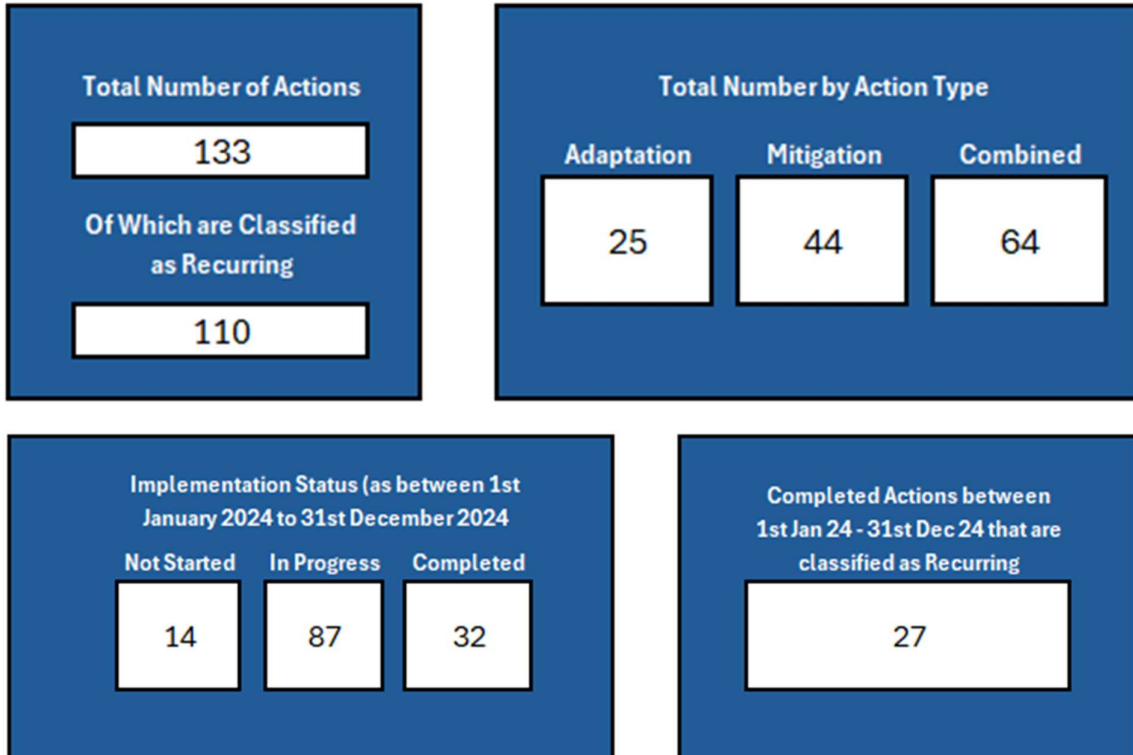 Total Number of Actions
133
Of Which are Classified
as Recurring
110
Total Number by Action Type
Adaptation Mitigation Combined
25 44 64
Implementation Status (as between 1st
January 2024 to 31st December 2024
Not Started In Progress Completed
14 87 32
Completed Actions between
1st Jan 24 - 31st Dec 24 that are
classified as Recurring
27